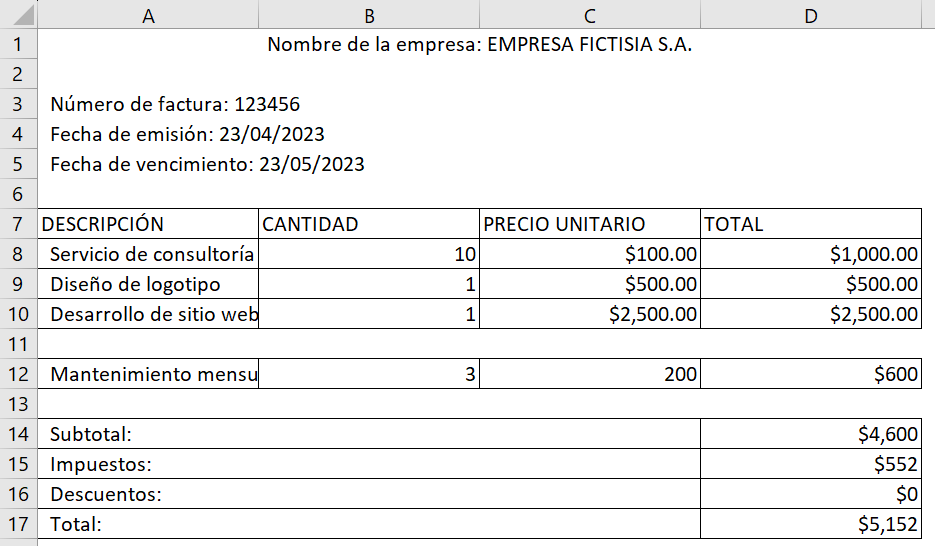 A B C D
1 Nombre de la empresa: EMPRESA FICTISIA S.A.
2
3 Número de factura: 123456
4 Fecha de emisión: 23/04/2023
5 Fecha de vencimiento: 23/05/2023
6
7 DESCRIPCIÓN CANTIDAD PRECIO UNITARIO TOTAL
8 Servicio de consultoría 10 $100.00 $1,000.00
9 Diseño de logotipo 1 $500.00 $500.00
10 Desarrollo de sitio web 1 $2,500.00 $2,500.00
11
12 Mantenimiento mensu 3 200 $600
13
14 Subtotal: $4,600
15 Impuestos: $552
16 Descuentos: $0
17 Total: $5,152